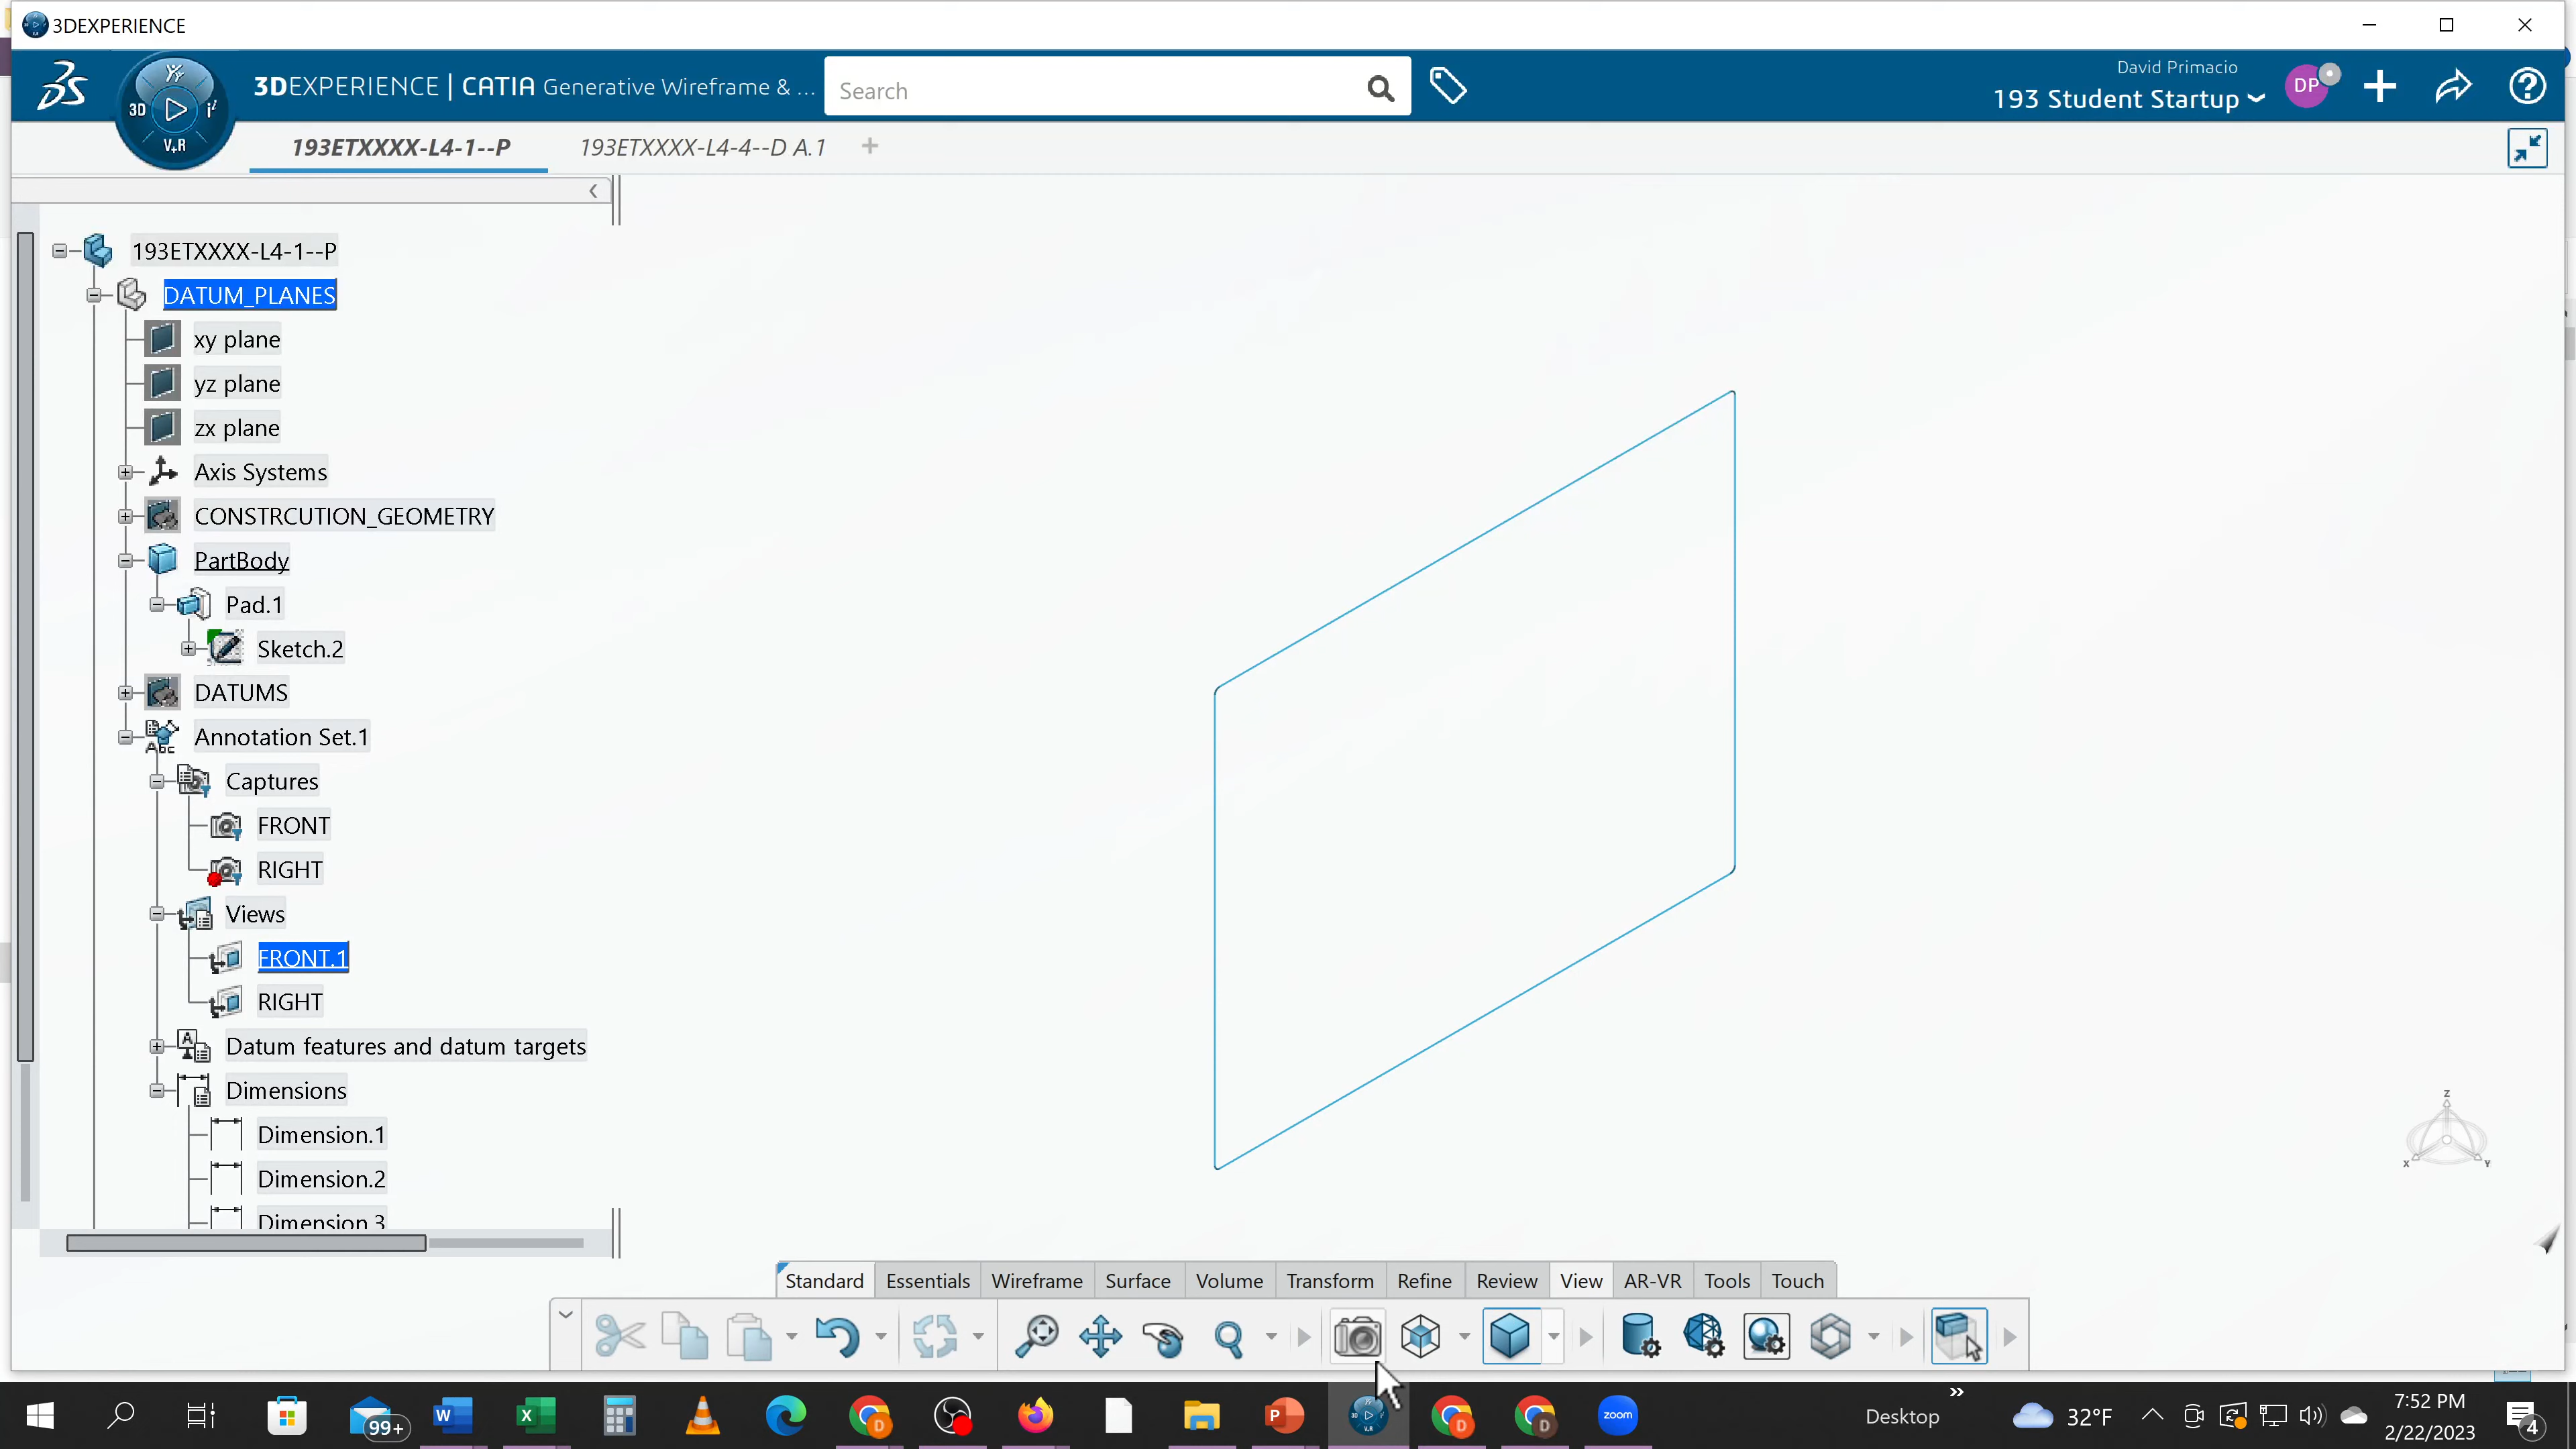 3DEXPERIENCE
3DEXPERIENCE | CATIA Generative Wireframe & ...
Search
David Primacio
193 Student Startup
DP
3D
V+R
193ETXXXX-L4-1--P
193ETXXXX-L4-4--D A.1
193ETXXXX-L4-1--P
DATUM_PLANES
xy plane
yz plane
zx plane
Axis Systems
CONSTRCUTION_GEOMETRY
PartBody
Pad.1
Sketch.2
DATUMS
Annotation Set.1
Captures
FRONT
RIGHT
Views
FRONT.1
RIGHT
Datum features and datum targets
Dimensions
Dimension.1
Dimension.2
Dimension.3
Z
X
Y
Standard Essentials Wireframe Surface Volume Transform Refine Review View AR-VR Tools Touch
99+
zoom
Desktop
32°F
7:52 PM
2/22/2023
4